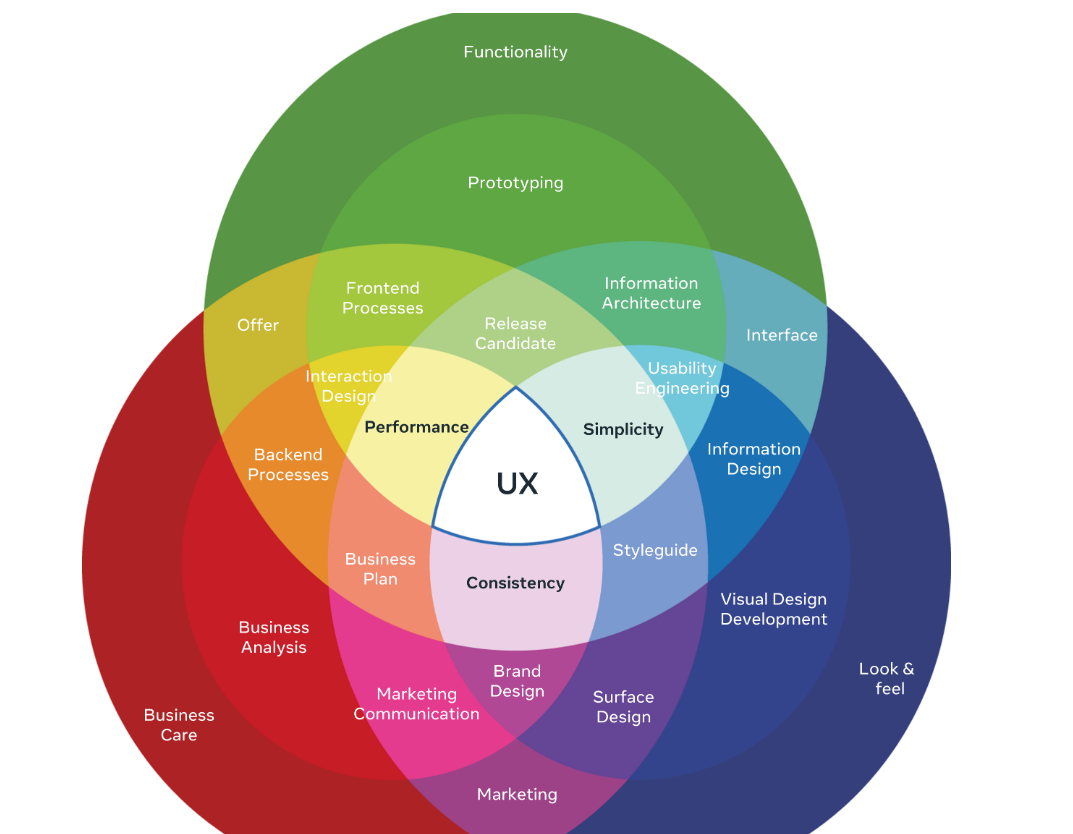 Functionality
Prototyping
Frontend
Processes
Information
Architecture
Offer
Release
Candidate
Interface
Interaction
Design
Usability
Engineering
Performance
Simplicity
Backend
Processes
Information
Design
UX
Business
Plan
Styleguide
Consistency
Visual Design
Development
Business
Analysis
Brand
Design
Look &
feel
Marketing
Communication
Surface
Design
Business
Care
Marketing